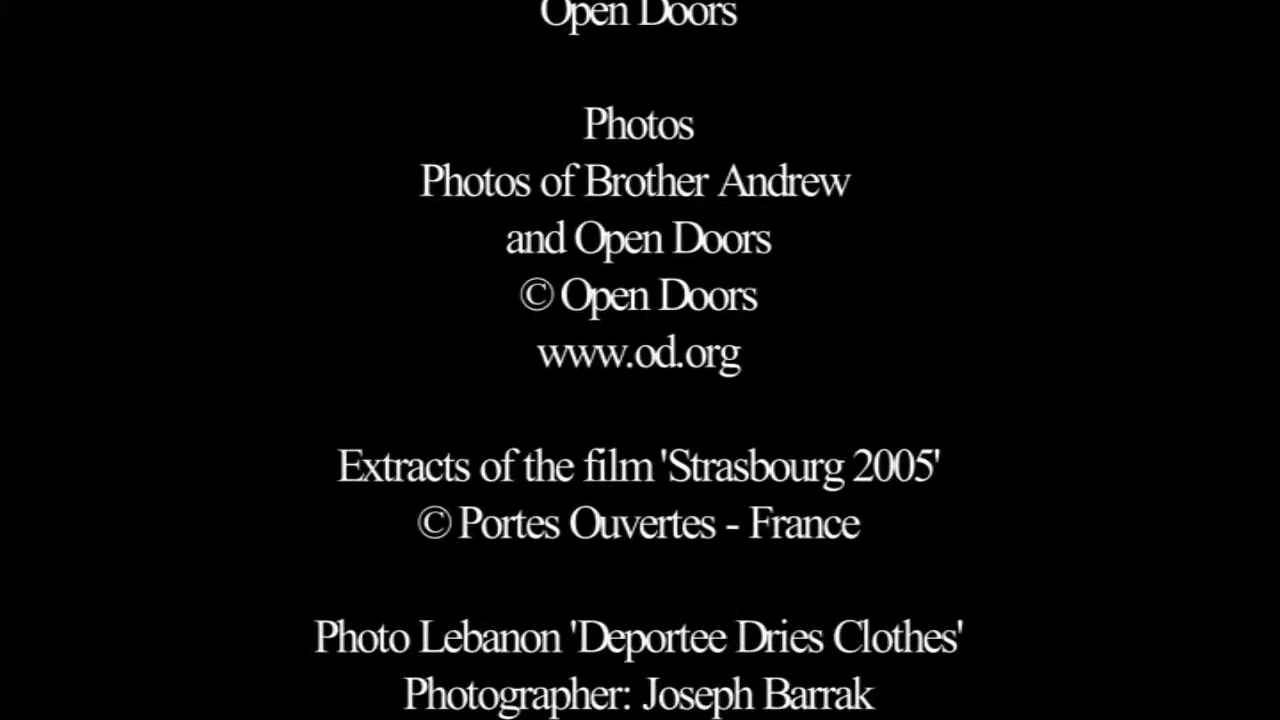 Open Doors
Photos
Photos of Brother Andrew
and Open Doors
© Open Doors
www.od.org
Extracts of the film 'Strasbourg 2005'
© Portes Ouvertes - France
Photo Lebanon 'Deportee Dries Clothes'
Photographer: Joseph Barrak